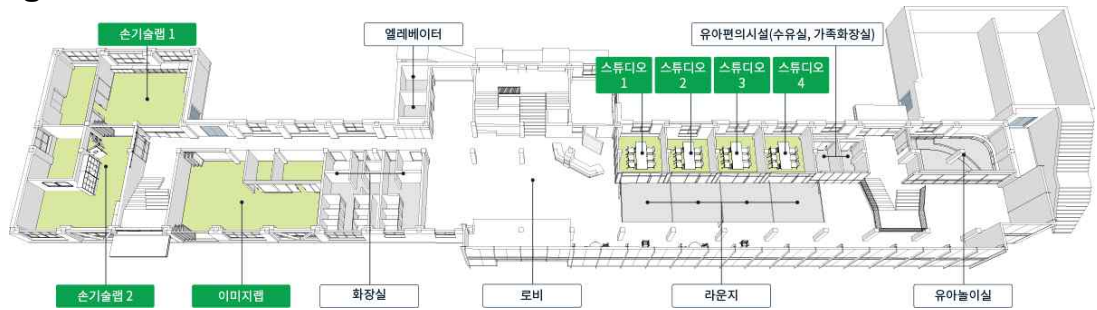 손기술랩 1
엘레베이터
유아편의시설(수유실, 가족화장실)
스튜디오
1
스튜디오
2
스튜디오
3
스튜디오
4
손기술랩 2
이미지랩
화장실
로비
라운지
유아놀이실